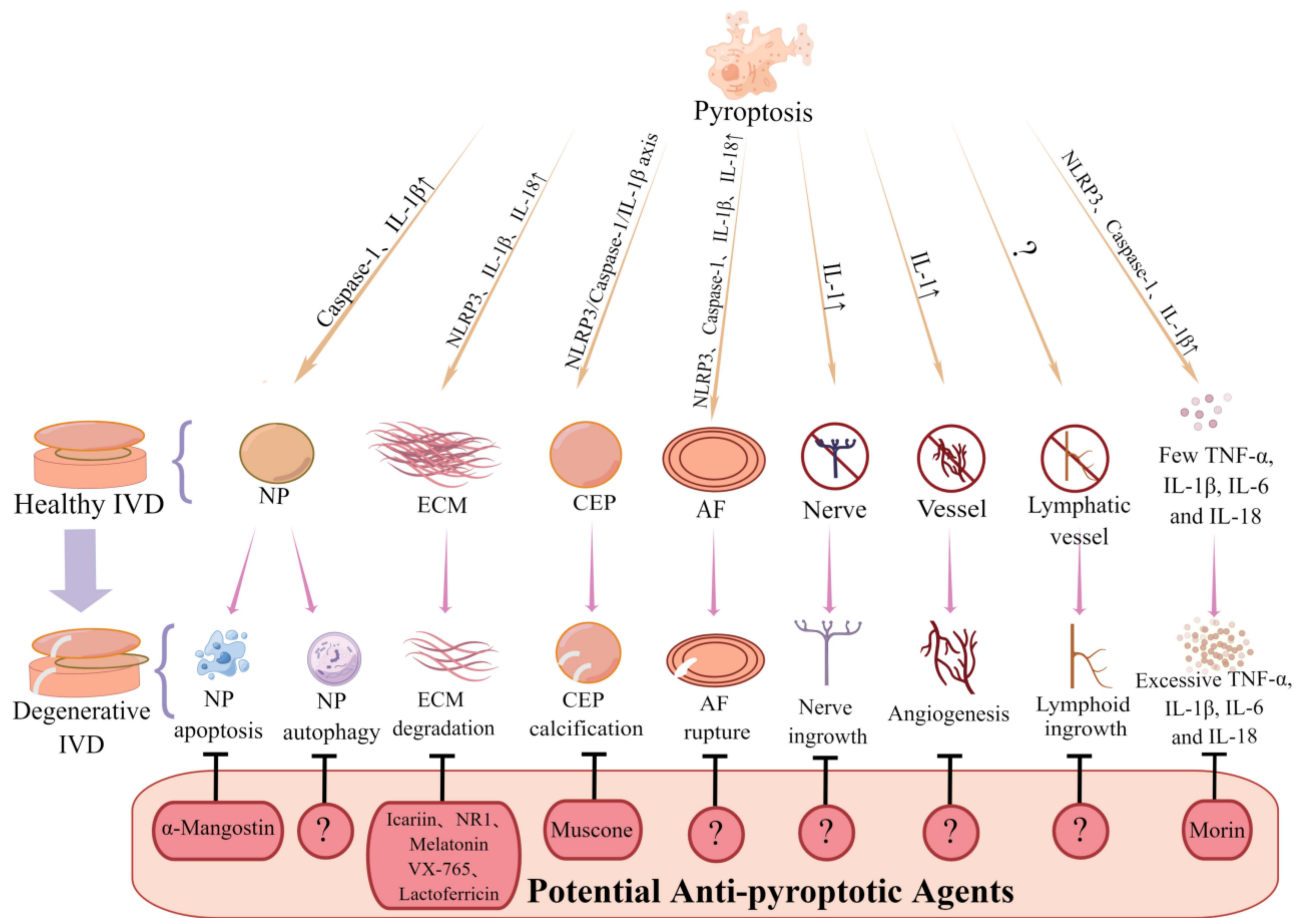 Pyroptosis
Caspase-1、IL-1β↑
NLRP3、IL-1β、IL-18↑
NLRP3/Caspase-1/IL-1β axis
NLRP3、Caspase-1、IL-1β、IL-18↑
IL-1↑
IL-1↑
?
NLRP3、Caspase-1、IL-1β↑
Healthy IVD
NP
ECM
CEP
AF
Nerve
Vessel
Lymphatic
vessel
Few TNF-α,
IL-1β, IL-6
and IL-18
Degenerative
IVD
NP
apoptosis
NP
autophagy
ECM
degradation
CEP
calcification
AF
rupture
Nerve
ingrowth
Angiogenesis
Lymphoid
ingrowth
Excessive TNF-α,
IL-1β, IL-6
and IL-18
α-Mangostin
?
Icariin、NR1、
Melatonin
VX-765、
Lactoferricin
Muscone
?
?
?
?
Morin
Potential Anti-pyroptotic Agents